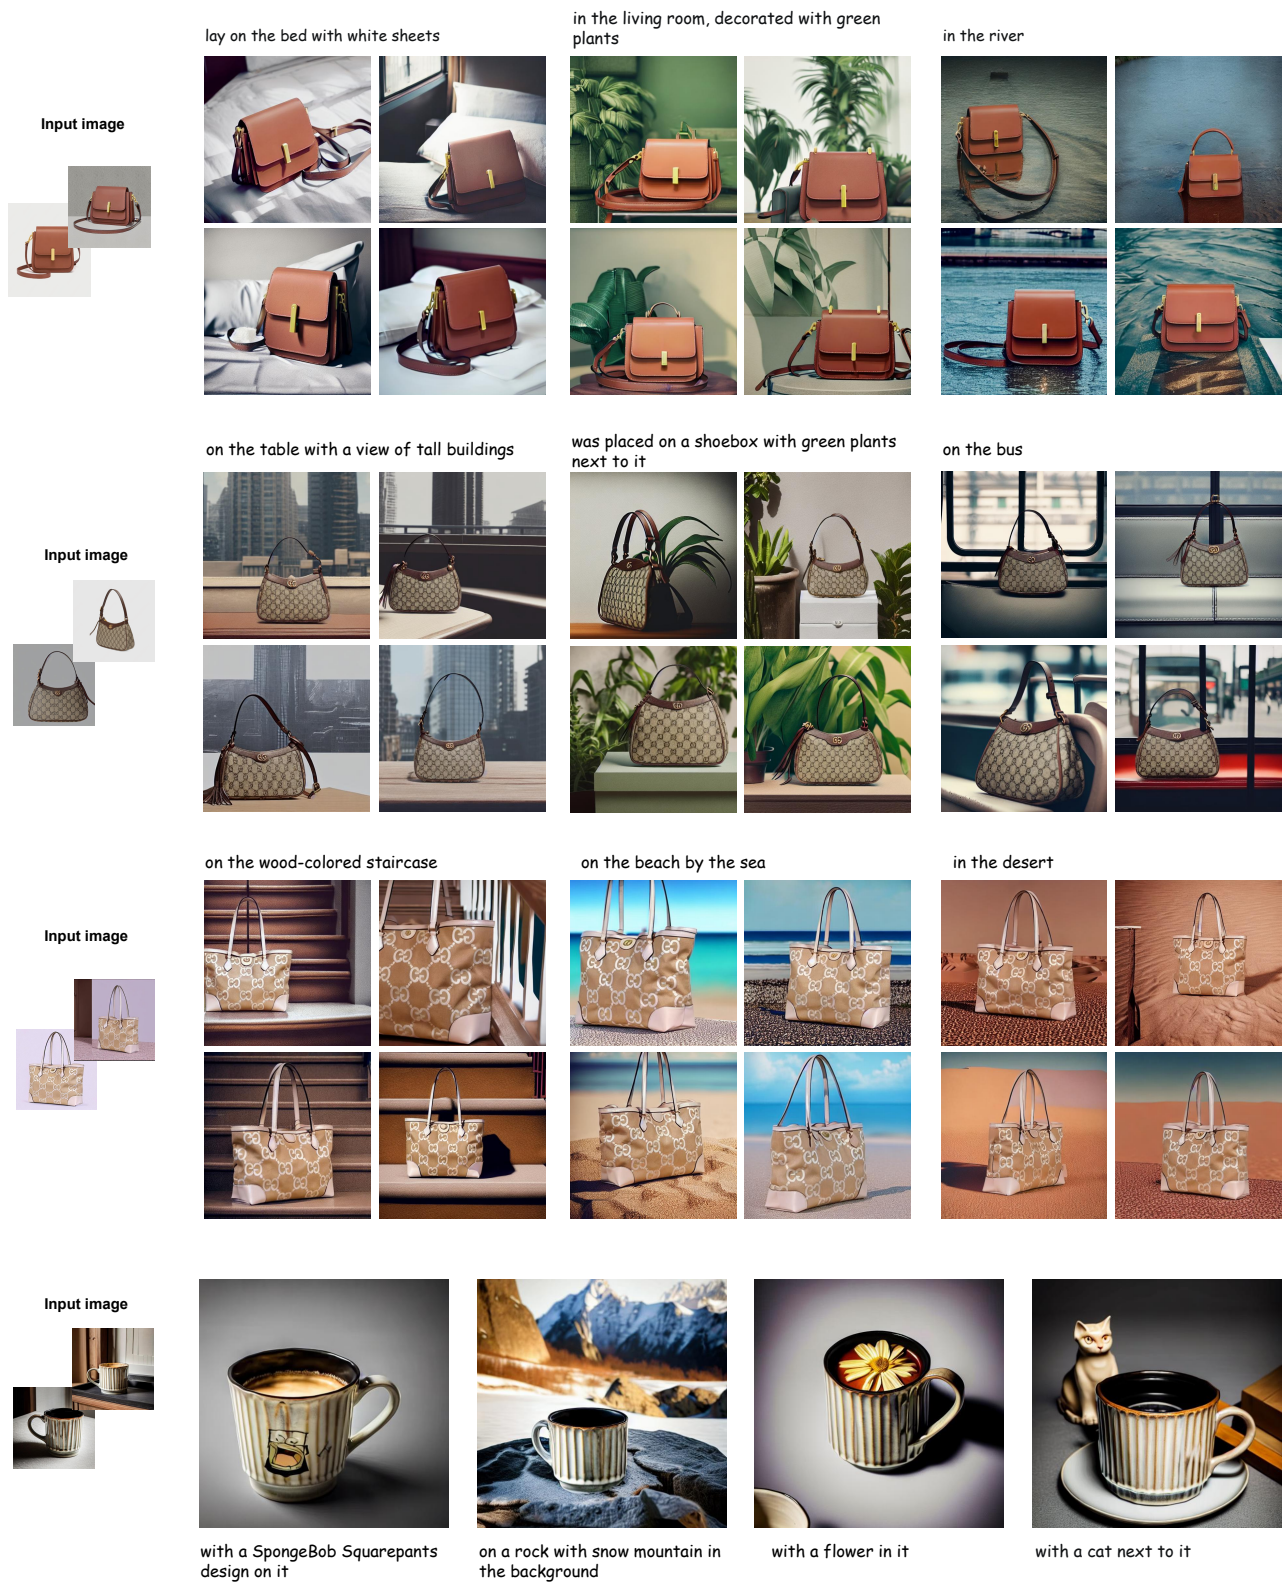 lay on the bed with white sheets
in the living room, decorated with green
plants
in the river
Input image
on the table with a view of tall buildings
was placed on a shoebox with green plants
next to it
on the bus
Input image
on the wood-colored staircase
on the beach by the sea
in the desert
Input image
Input image
with a SpongeBob Squarepants
design on it
on a rock with snow mountain in
the background
with a flower in it
with a cat next to it